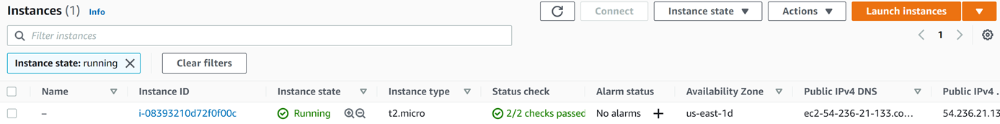 Instances (1) Info Connect Instance state Actions Launch instances
Filter instances
1
Instance state: running Clear filters
Name Instance ID Instance state Instance type Status check Alarm status Availability Zone Public IPv4 DNS Public IPv4 .
– i-08393210d72f0f00c Running t2.micro 2/2 checks passed No alarms + us-east-1d ec2-54-236-21-133.co... 54.236.21.13